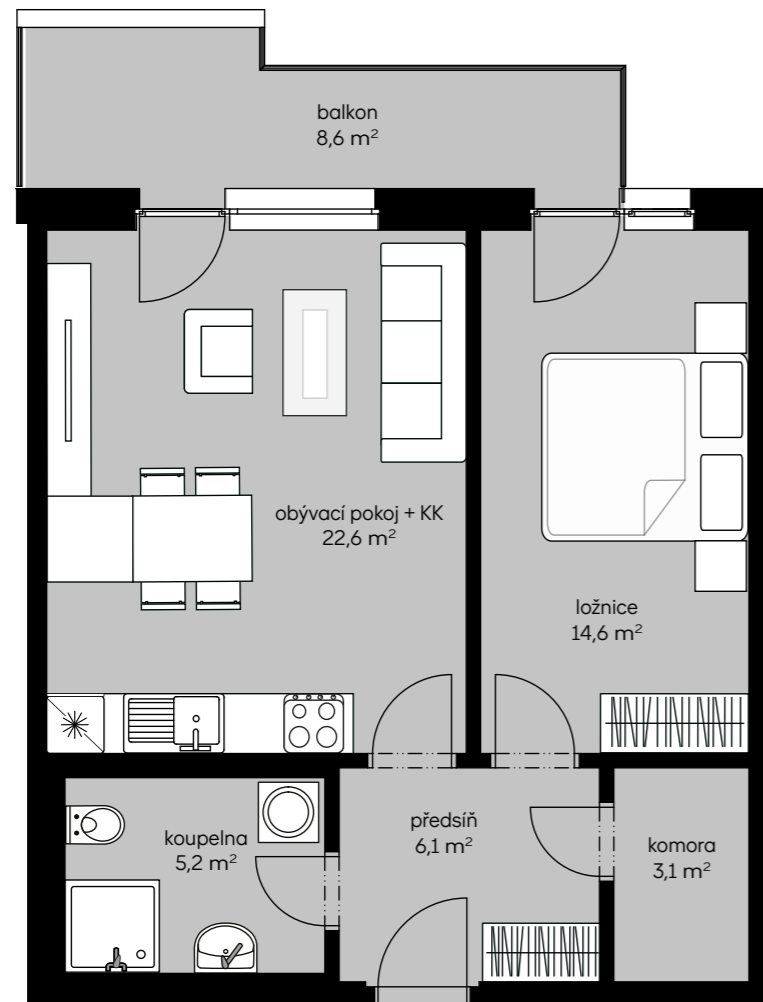 balkon
8,6 m²
obývací pokoj + KK
22,6 m²
ložnice
14,6 m²
koupelna
5,2 m²
předsíň
6,1 m²
komora
3,1 m²